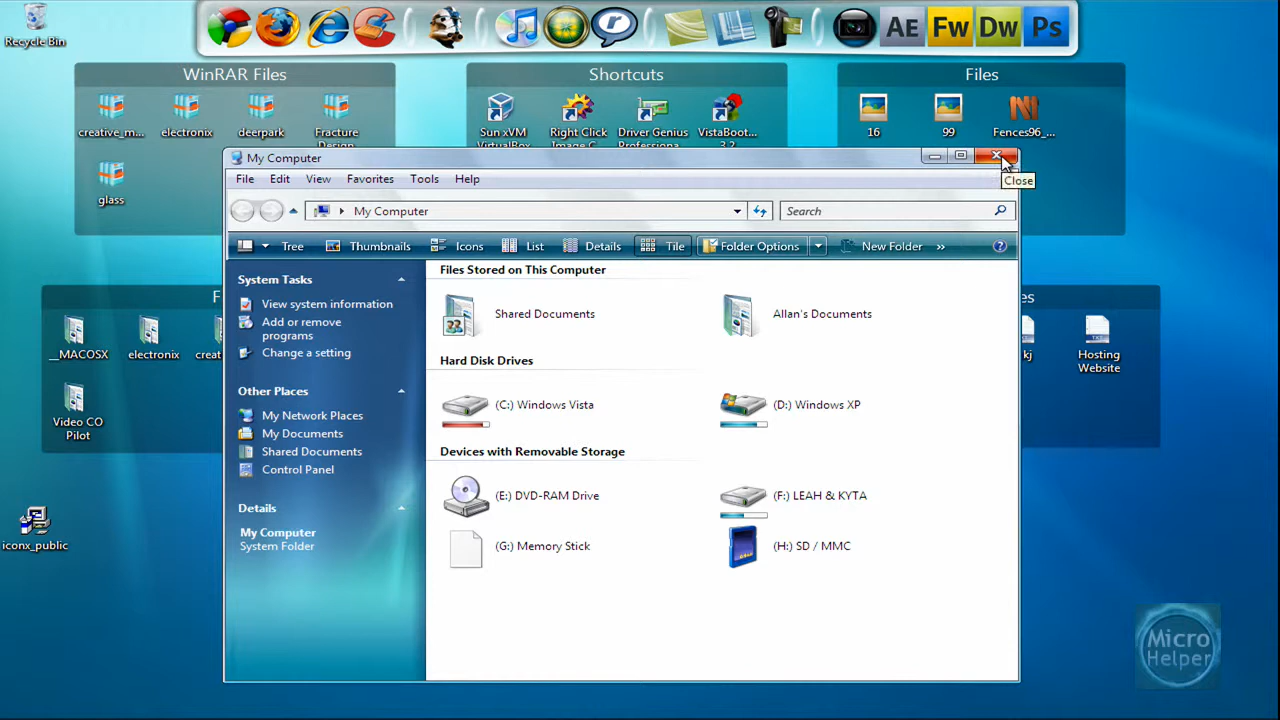 Recycle Bin
AE Fw Dw Ps
WinRAR Files
creative_m... electronix deerpark Fracture
Design
glass
Shortcuts
Sun xVM Right Click Driver Genius VistaBoot...
VirtualBox Image C... Professiona... 3.2
Files
16 99 Fences96_...
My Computer
Close
File Edit View Favorites Tools Help
My Computer
Search
Tree Thumbnails Icons List Details Tile Folder Options New Folder »
System Tasks
View system information
Add or remove
programs
Change a setting
Other Places
My Network Places
My Documents
Shared Documents
Control Panel
Details
My Computer
System Folder
Files Stored on This Computer
Shared Documents Allan's Documents
Hard Disk Drives
(C:) Windows Vista (D:) Windows XP
Devices with Removable Storage
(E:) DVD-RAM Drive (F:) LEAH & KYTA
(G:) Memory Stick (H:) SD / MMC
F
__MACOSX electronix creat
Video CO
Pilot
es
kj Hosting
Website
iconx_public
Micro
Helper